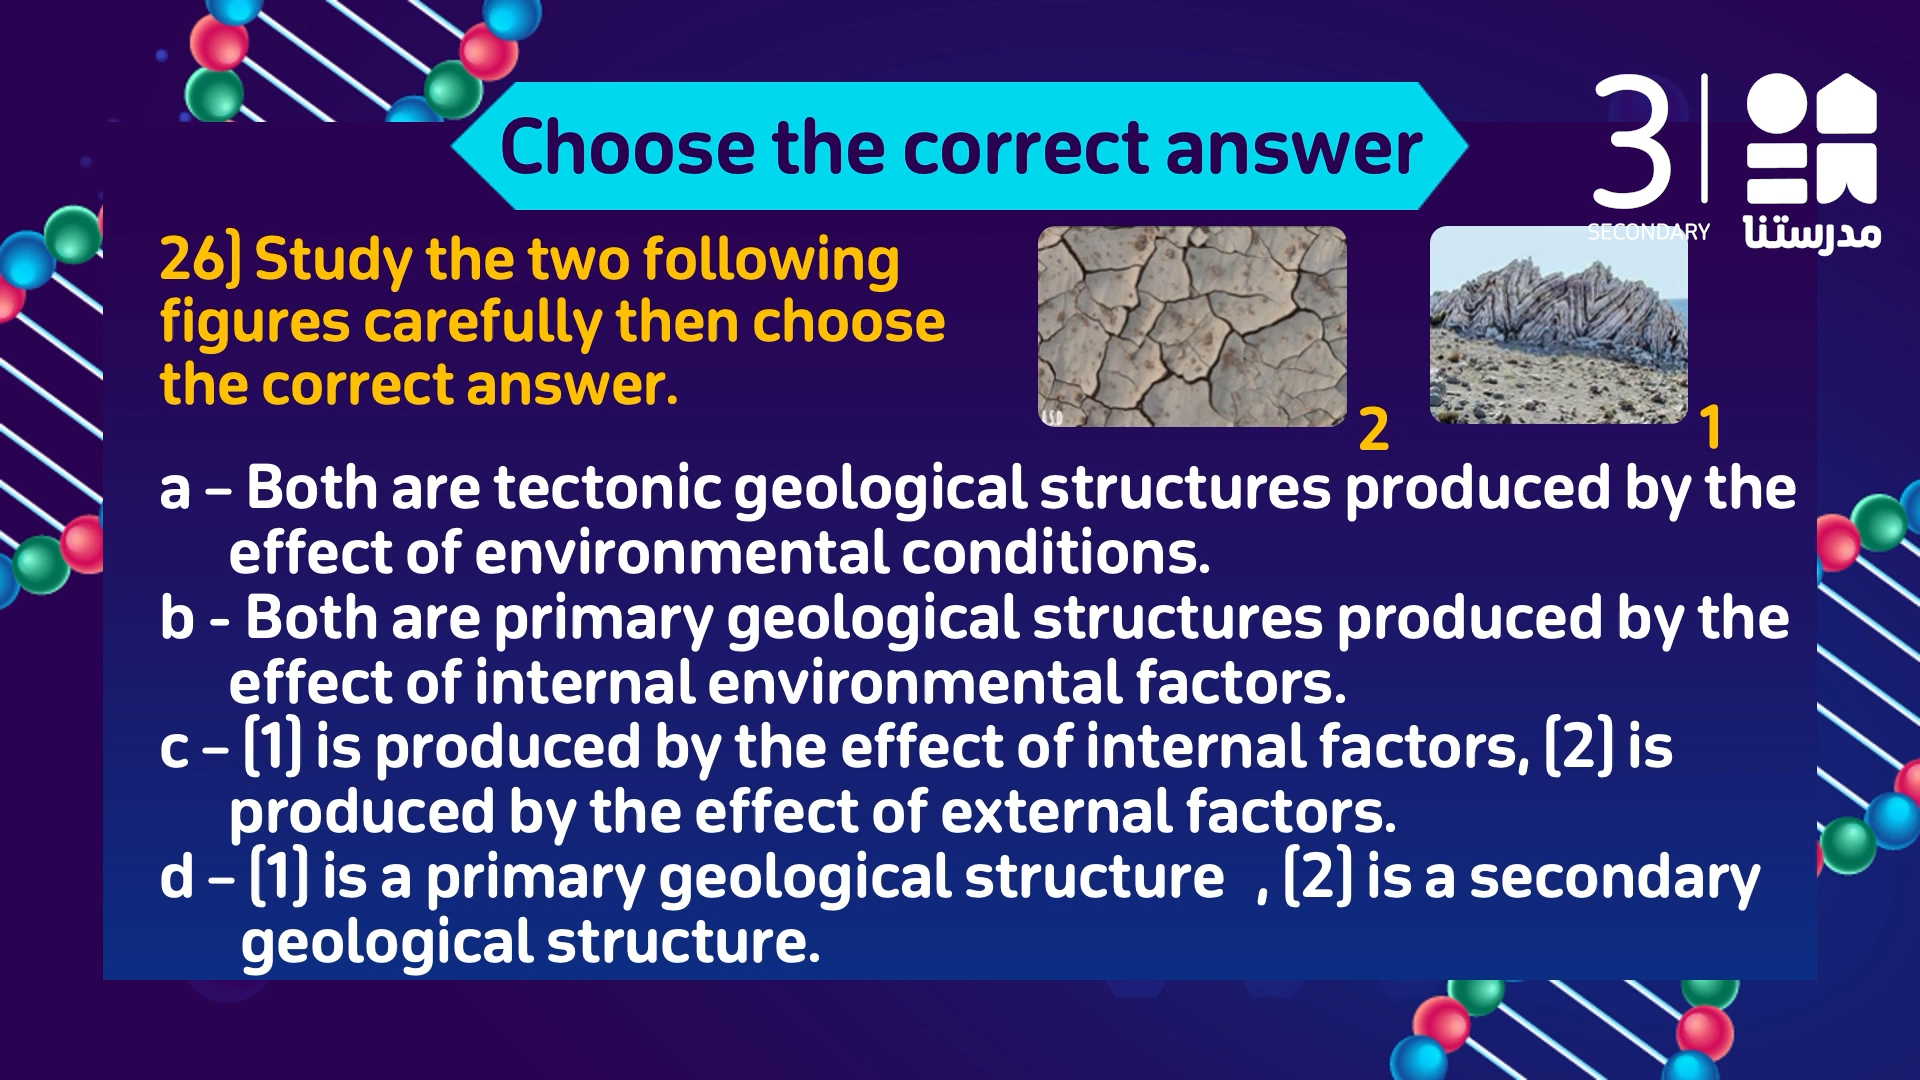 Choose the correct answer
3
SECONDARY
مدرستنا
26) Study the two following
figures carefully then choose
the correct answer.
A.S.D
2
1
a – Both are tectonic geological structures produced by the
effect of environmental conditions.
b - Both are primary geological structures produced by the
effect of internal environmental factors.
c – (1) is produced by the effect of internal factors, (2) is
produced by the effect of external factors.
d – (1) is a primary geological structure , (2) is a secondary
geological structure.